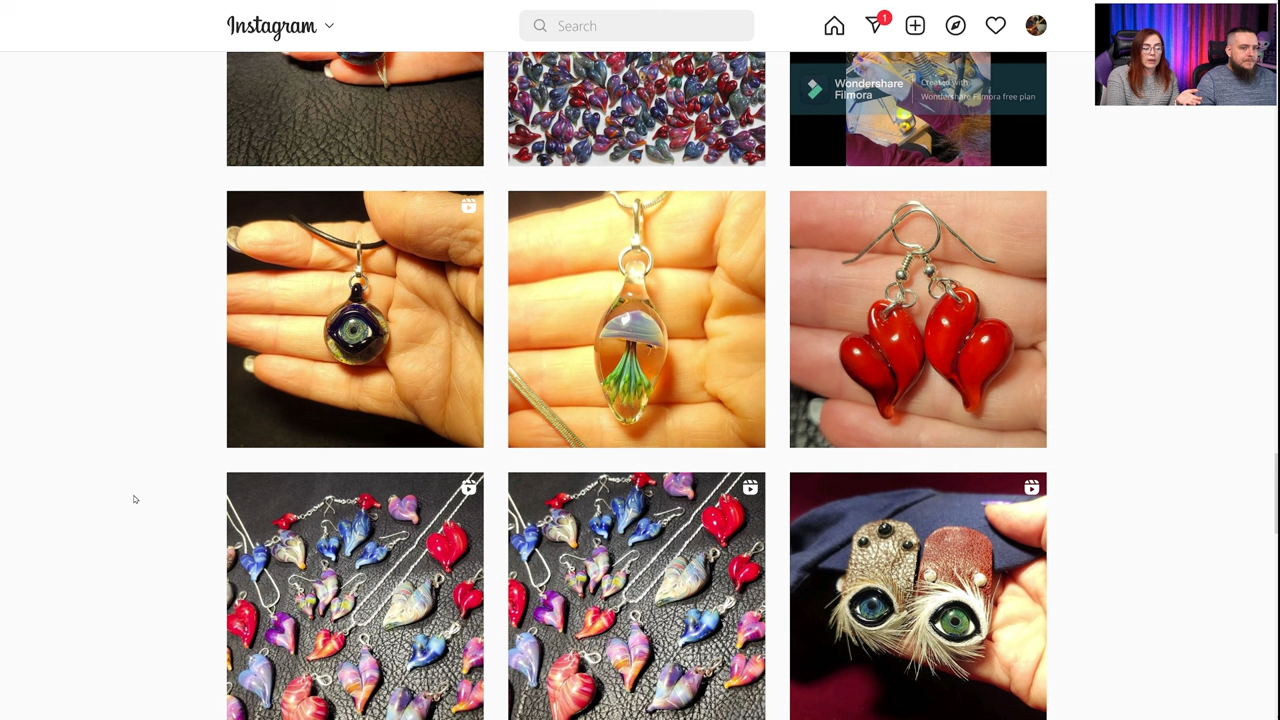 Instagram
Search
1
Wondershare
Filmora
Created with
Wondershare Filmora free plan